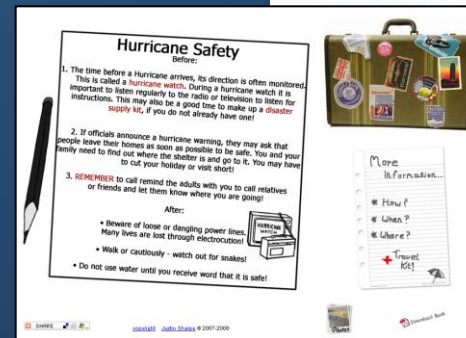 Hurricane Safety
Before:
1. The time before a Hurricane arrives, its direction is often monitored.
This is called a hurricane watch. During a hurricane watch it is
important to listen regularly to the radio or television to listen for
instructions. This may also be a good tme to make up a disaster
supply kit, if you do not already have one!
2. If officials announce a hurricane warning, they may ask that
people leave their homes as soon as possible to be safe. You and your
family need to find out where the shelter is and go to it. You may have
to cut your holiday or visit short!
3. REMEMBER to call remind the adults with you to call relatives
or friends and let them know where you are going!
After:
• Beware of loose or dangling power lines.
Many lives are lost through electrocution!
• Walk or cautiously - watch out for snakes!
• Do not use water until you receive word that it is safe!
HURRICANE
WATCH
More
Information...
* How?
* When?
* Where?
+ Travel
Kit!
SHARE
copyright Justin Sharpe © 2007-2008
Photos
Download Book